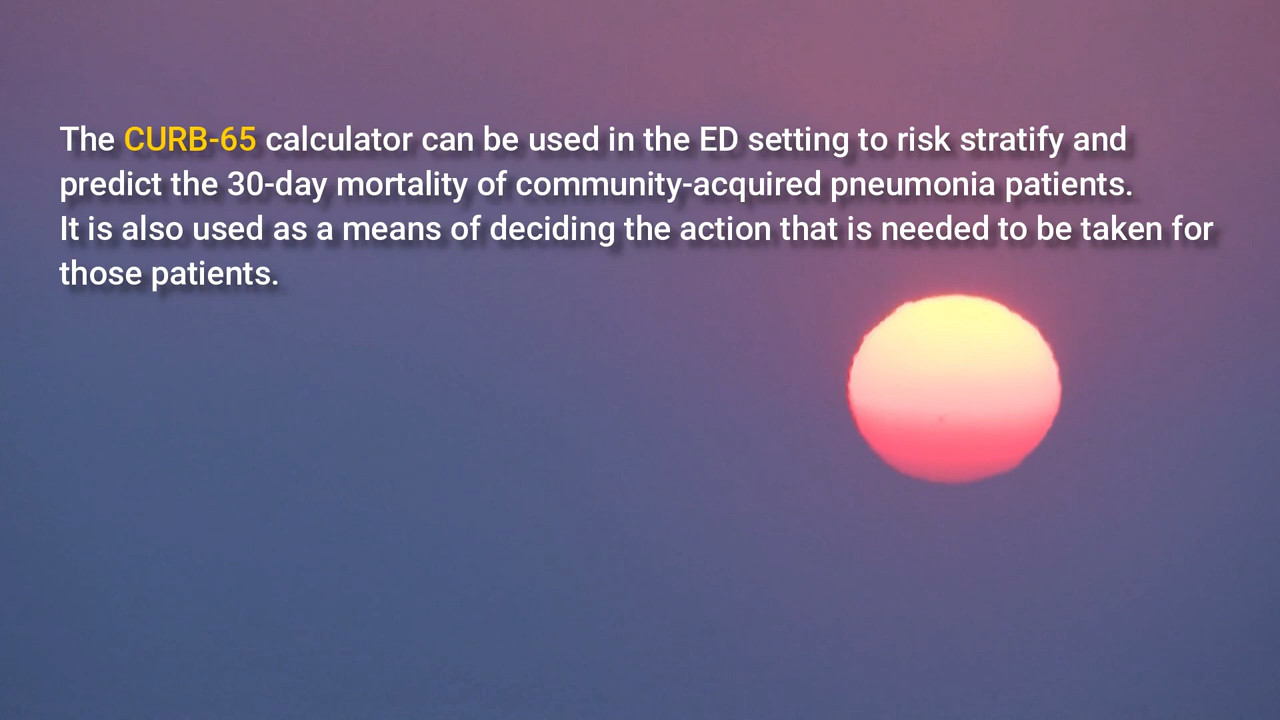 The CURB-65 calculator can be used in the ED setting to risk stratify and
predict the 30-day mortality of community-acquired pneumonia patients.
It is also used as a means of deciding the action that is needed to be taken for
those patients.